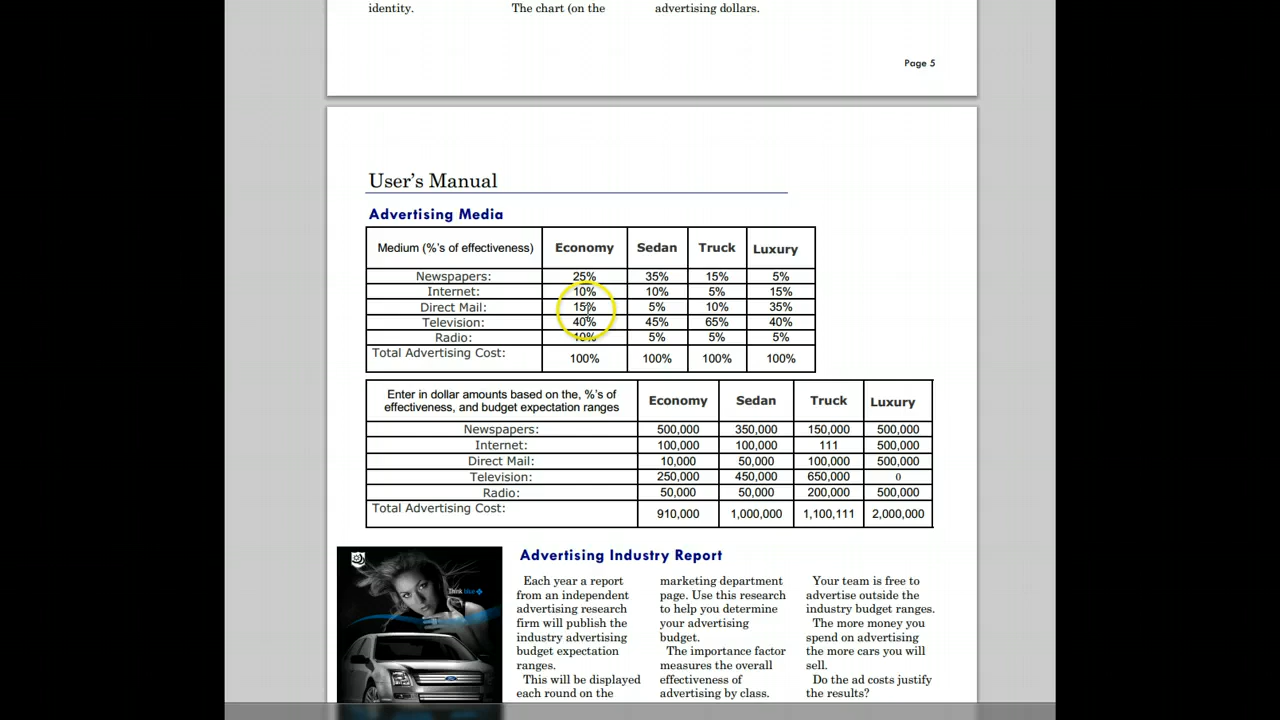 identity. The chart (on the advertising dollars.
Page 5
User's Manual
Advertising Media
Medium (%'s of effectiveness) Economy Sedan Truck Luxury
Newspapers: 25% 35% 15% 5%
Internet: 10% 10% 5% 15%
Direct Mail: 15% 5% 10% 35%
Television: 40% 45% 65% 40%
Radio: 10% 5% 5% 5%
Total Advertising Cost: 100% 100% 100% 100%
Enter in dollar amounts based on the, %'s of
effectiveness, and budget expectation ranges
Economy Sedan Truck Luxury
Newspapers: 500,000 350,000 150,000 500,000
Internet: 100,000 100,000 111 500,000
Direct Mail: 10,000 50,000 100,000 500,000
Television: 250,000 450,000 650,000 0
Radio: 50,000 50,000 200,000 500,000
Total Advertising Cost: 910,000 1,000,000 1,100,111 2,000,000
Think blue
Advertising Industry Report
Each year a report
from an independent
advertising research
firm will publish the
industry advertising
budget expectation
ranges.
This will be displayed
each round on the
marketing department
page. Use this research
to help you determine
your advertising
budget.
The importance factor
measures the overall
effectiveness of
advertising by class.
Your team is free to
advertise outside the
industry budget ranges.
The more money you
spend on advertising
the more cars you will
sell.
Do the ad costs justify
the results?